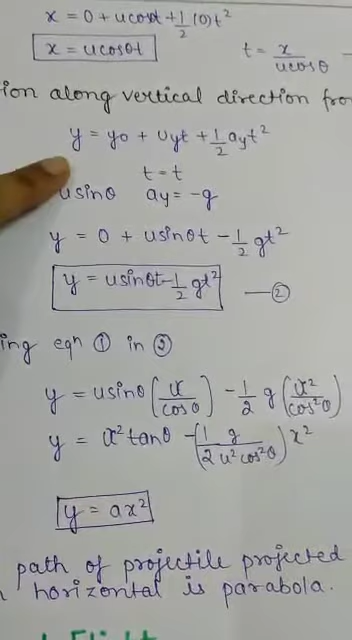 x = 0 + ucosθt + 1/2 (0) t²
x = ucosθt
t = x/ucosθ
ion along vertical direction fro
y = y₀ + uyt + 1/2 ayt²
t = t
usinθ ay = -g
y = 0 + usinθt - 1/2 gt²
y = usinθt - 1/2 gt² —②
ing eqn ① in ②
y = usinθ (x/cosθ) - 1/2 g (x²/cos²θ)
y = x² tanθ - (1/2 g/u²cos²θ) x²
y = ax²
path of projectile projected
horizontal is parabola.